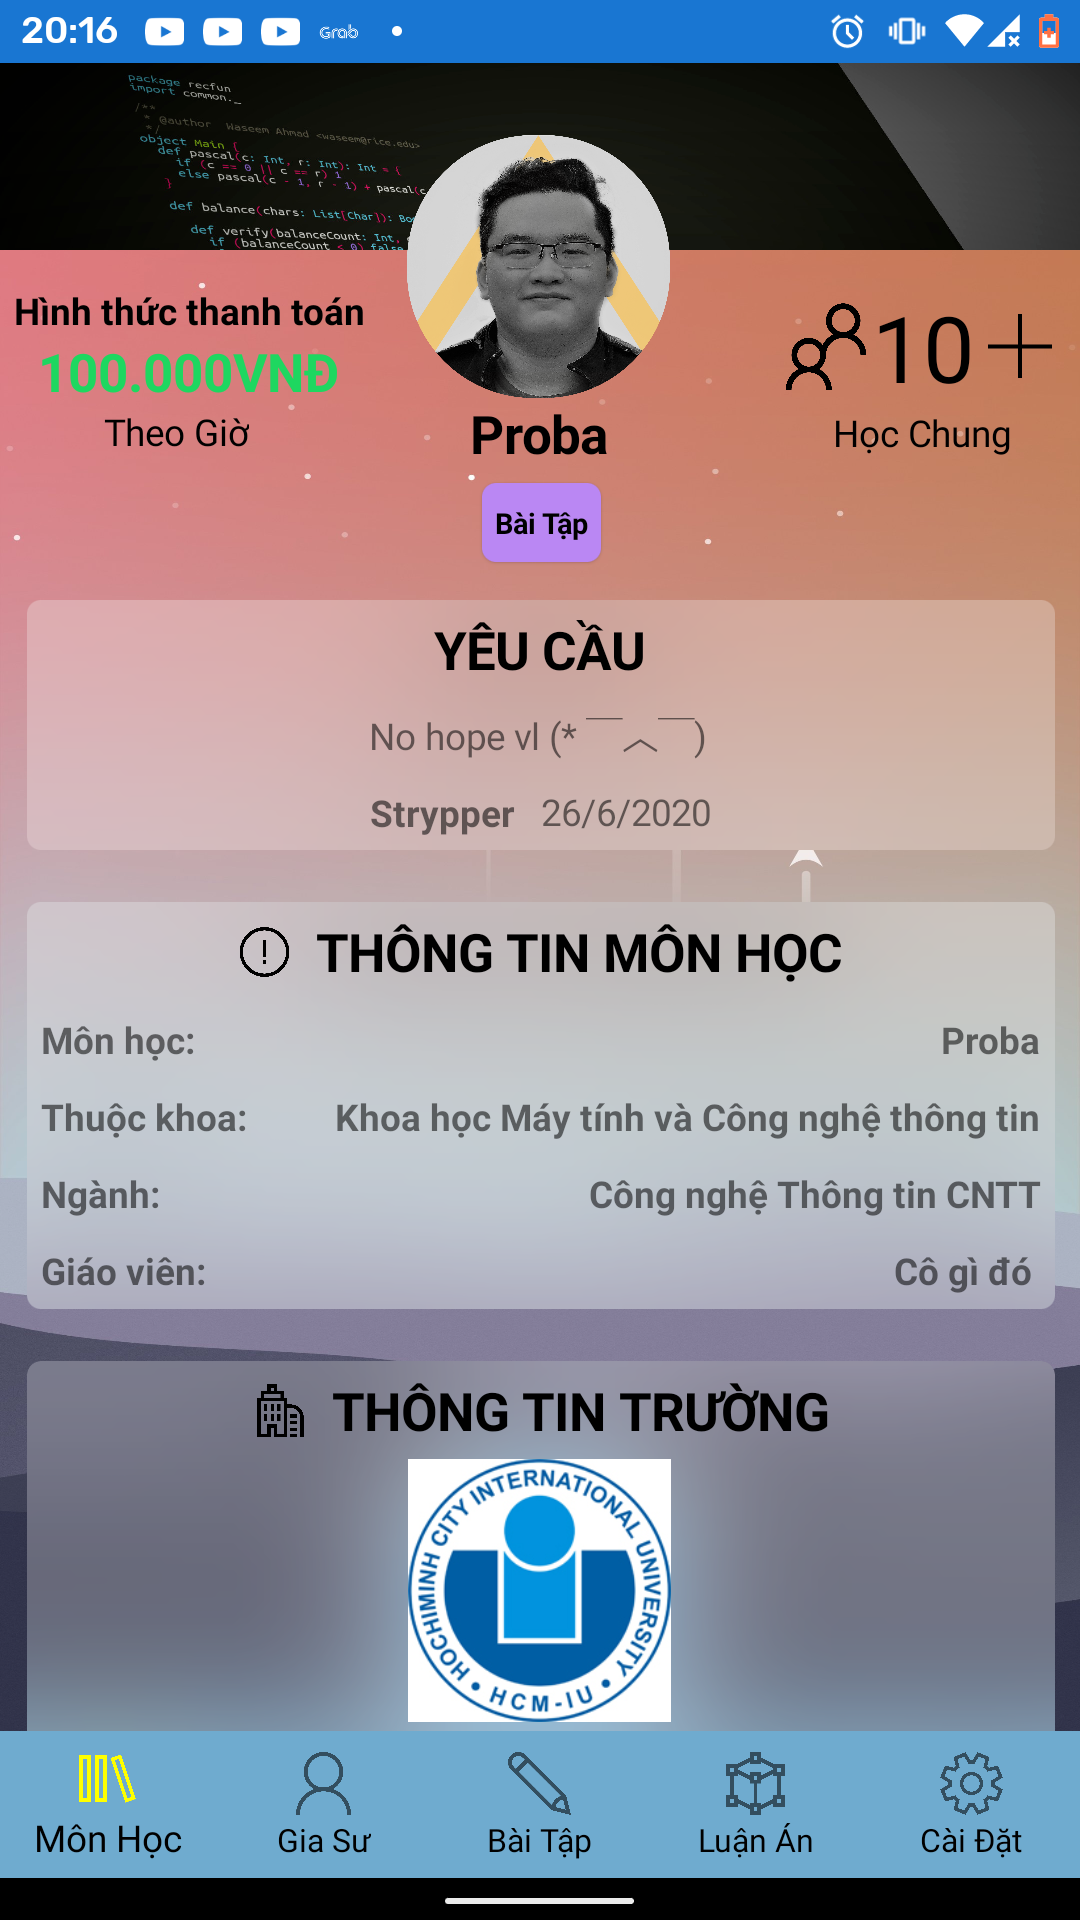 20:16 Grab
package recfun
import common._
/**
* @author Waseem Ahmad <waseem@rice.edu>
*/
object Main {
def pascal(c: Int, r: Int): Int = {
if (c == 0 || c == r) 1
else pascal(c - 1, r - 1) + pascal(c
}
def balance(chars: List[Char]): Boo
def verify(balanceCount: Int,
if (balanceCount < 0) false
Hình thức thanh toán
100.000VNĐ
Theo Giờ
10
Học Chung
Proba
Bài Tập
YÊU CẦU
No hope vl (*￣︿￣)
Strypper 26/6/2020
THÔNG TIN MÔN HỌC
Môn học: Proba
Thuộc khoa: Khoa học Máy tính và Công nghệ thông tin
Ngành: Công nghệ Thông tin CNTT
Giáo viên: Cô gì đó
THÔNG TIN TRƯỜNG
HOCHIMINH CITY INTERNATIONAL UNIVERSITY
HCM-IU
Môn Học Gia Sư Bài Tập Luận Án Cài Đặt